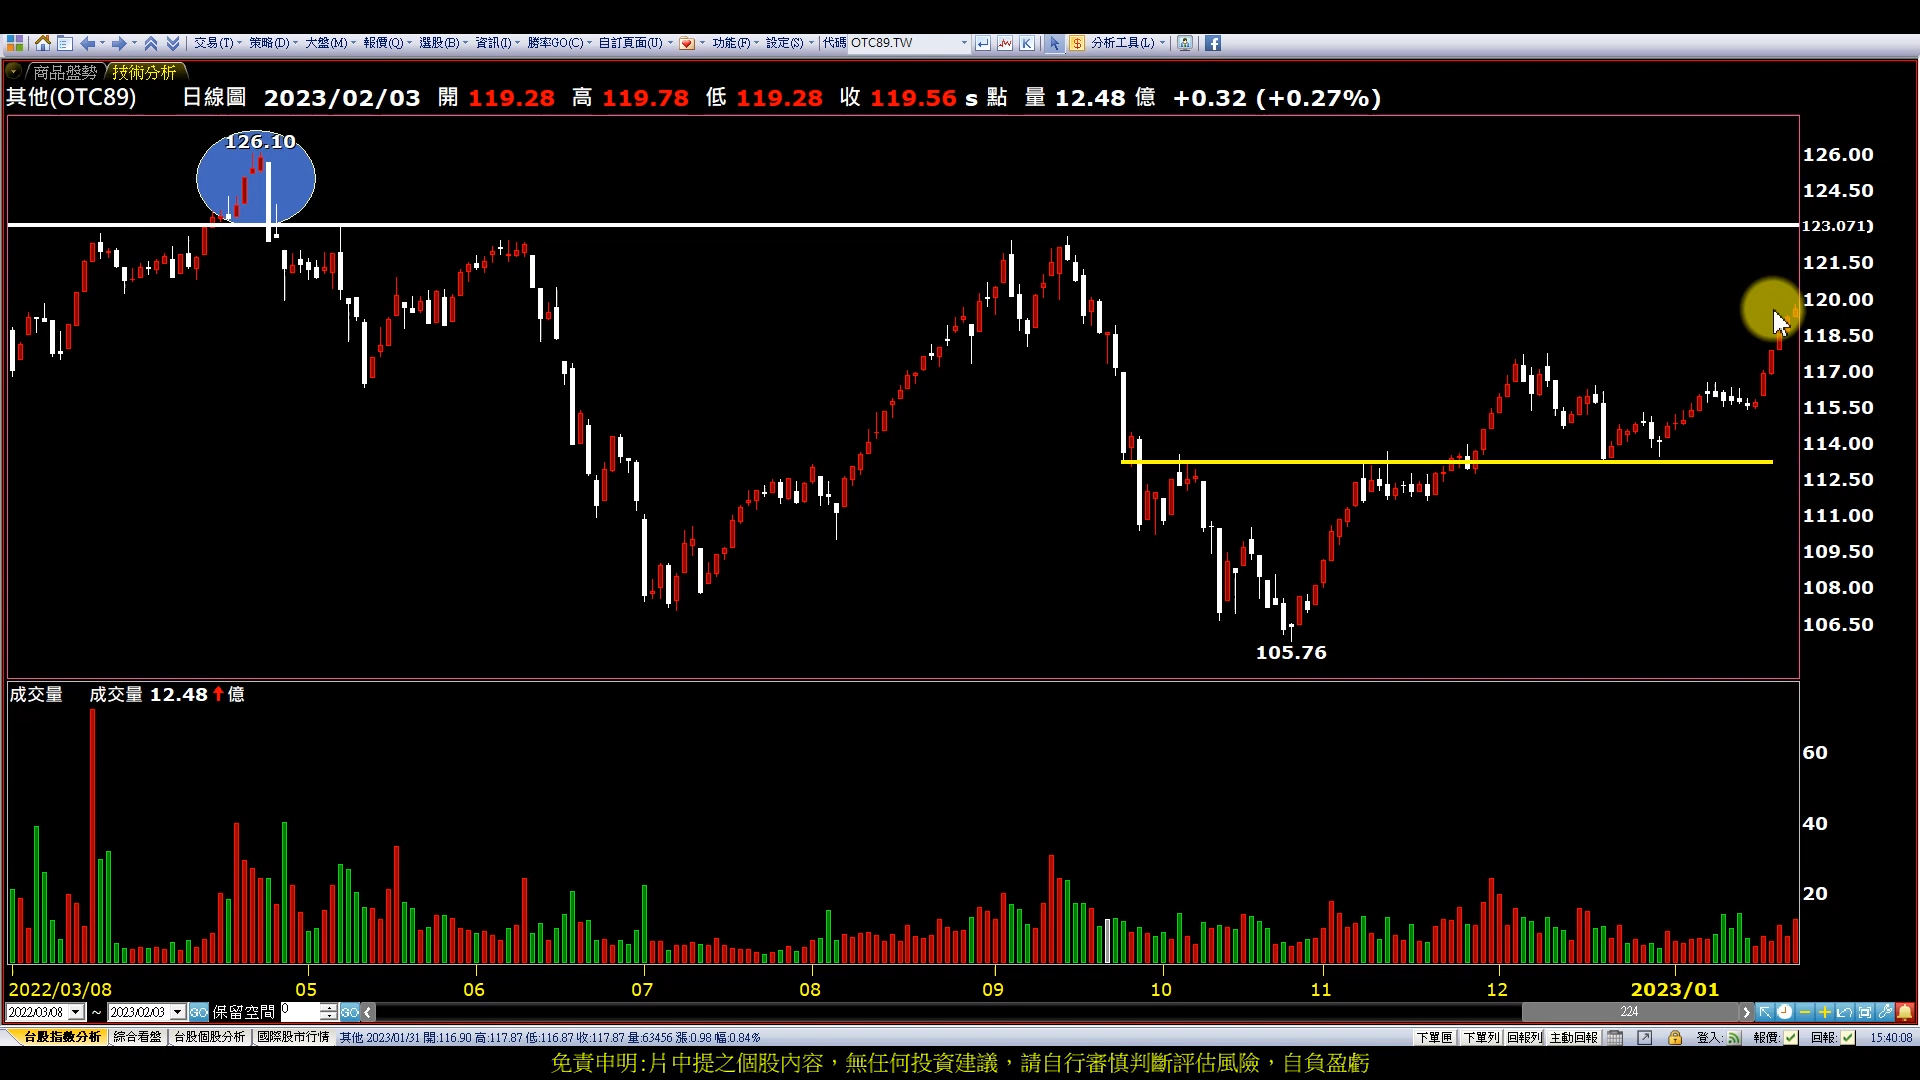 交易(T) 策略(D) 大盤(M) 報價(Q) 選股(B) 資訊(I) 勝率GO(C) 自訂頁面(U) 功能(F) 設定(S) 代碼 OTC89.TW K $ 分析工具(L)
商品盤勢 技術分析
其他(OTC89) 日線圖 2023/02/03 開 119.28 高 119.78 低 119.28 收 119.56 s 點 量 12.48 億 +0.32 (+0.27%)
126.10
126.00
124.50
123.071)
121.50
120.00
118.50
117.00
115.50
114.00
112.50
111.00
109.50
108.00
106.50
105.76
成交量 成交量 12.48 億
60
40
20
2022/03/08 05 06 07 08 09 10 11 12 2023/01
2022/03/08 ~ 2023/02/03 GO 保留空間 0 GO 224
台股指數分析 綜合看盤 台股個股分析 國際股市行情 其他 2023/01/31 開:116.90 高:117.87 低:116.87 收:117.87 量:63456 漲:0.98 幅:0.84% 下單匣 下單列 回報列 主動回報 登入: 報價: 回報: 15:40:08
免責申明:片中提之個股內容，無任何投資建議，請自行審慎判斷評估風險，自負盈虧